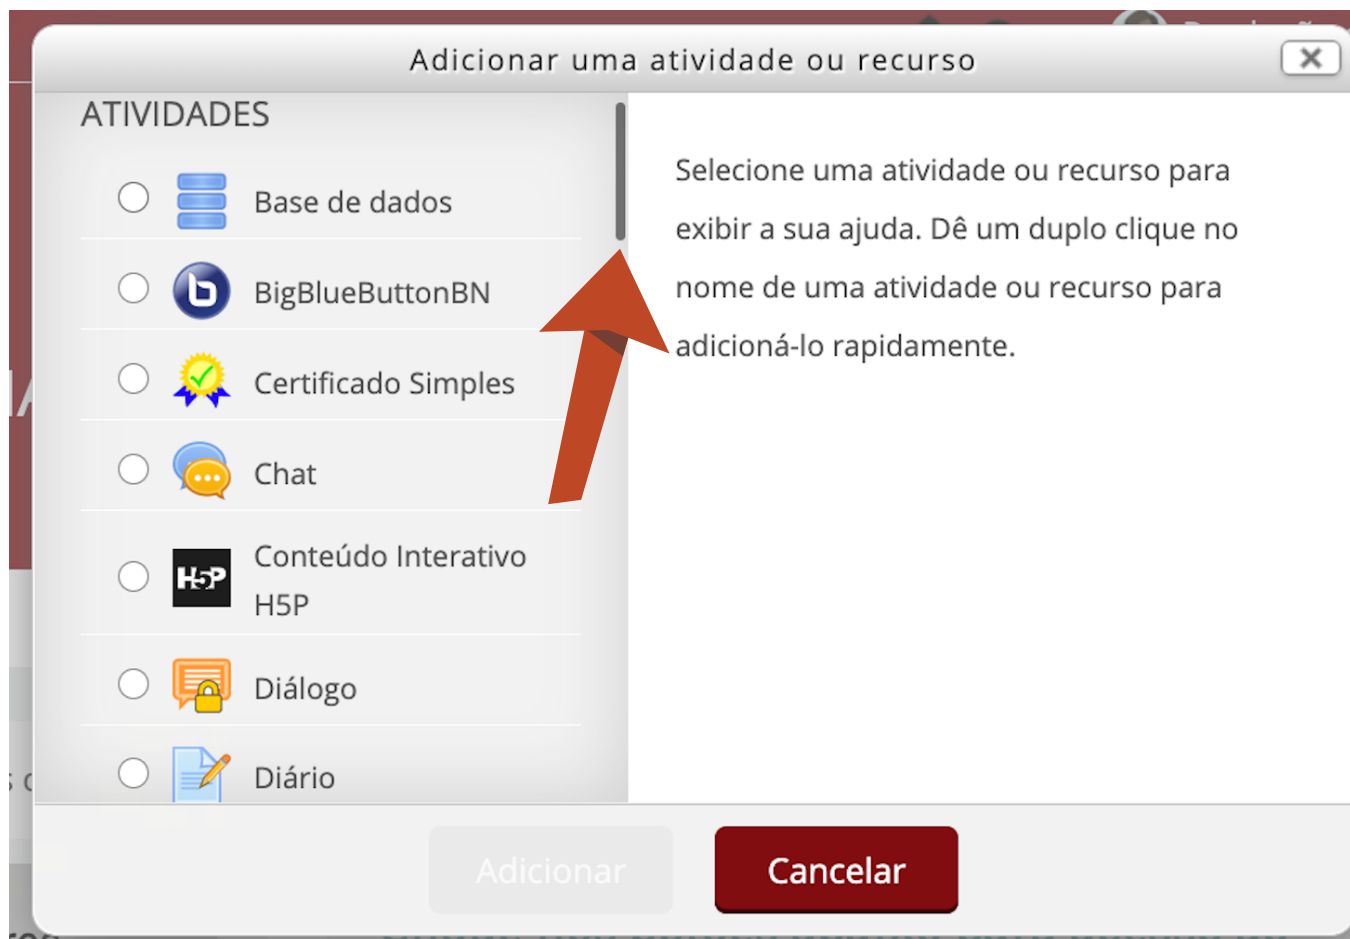 Adicionar uma atividade ou recurso
ATIVIDADES
Base de dados
BigBlueButtonBN
Certificado Simples
Chat
H5P
Conteúdo Interativo
H5P
Diálogo
Diário
Selecione uma atividade ou recurso para
exibir a sua ajuda. Dê um duplo clique no
nome de uma atividade ou recurso para
adicioná-lo rapidamente.
Adicionar
Cancelar